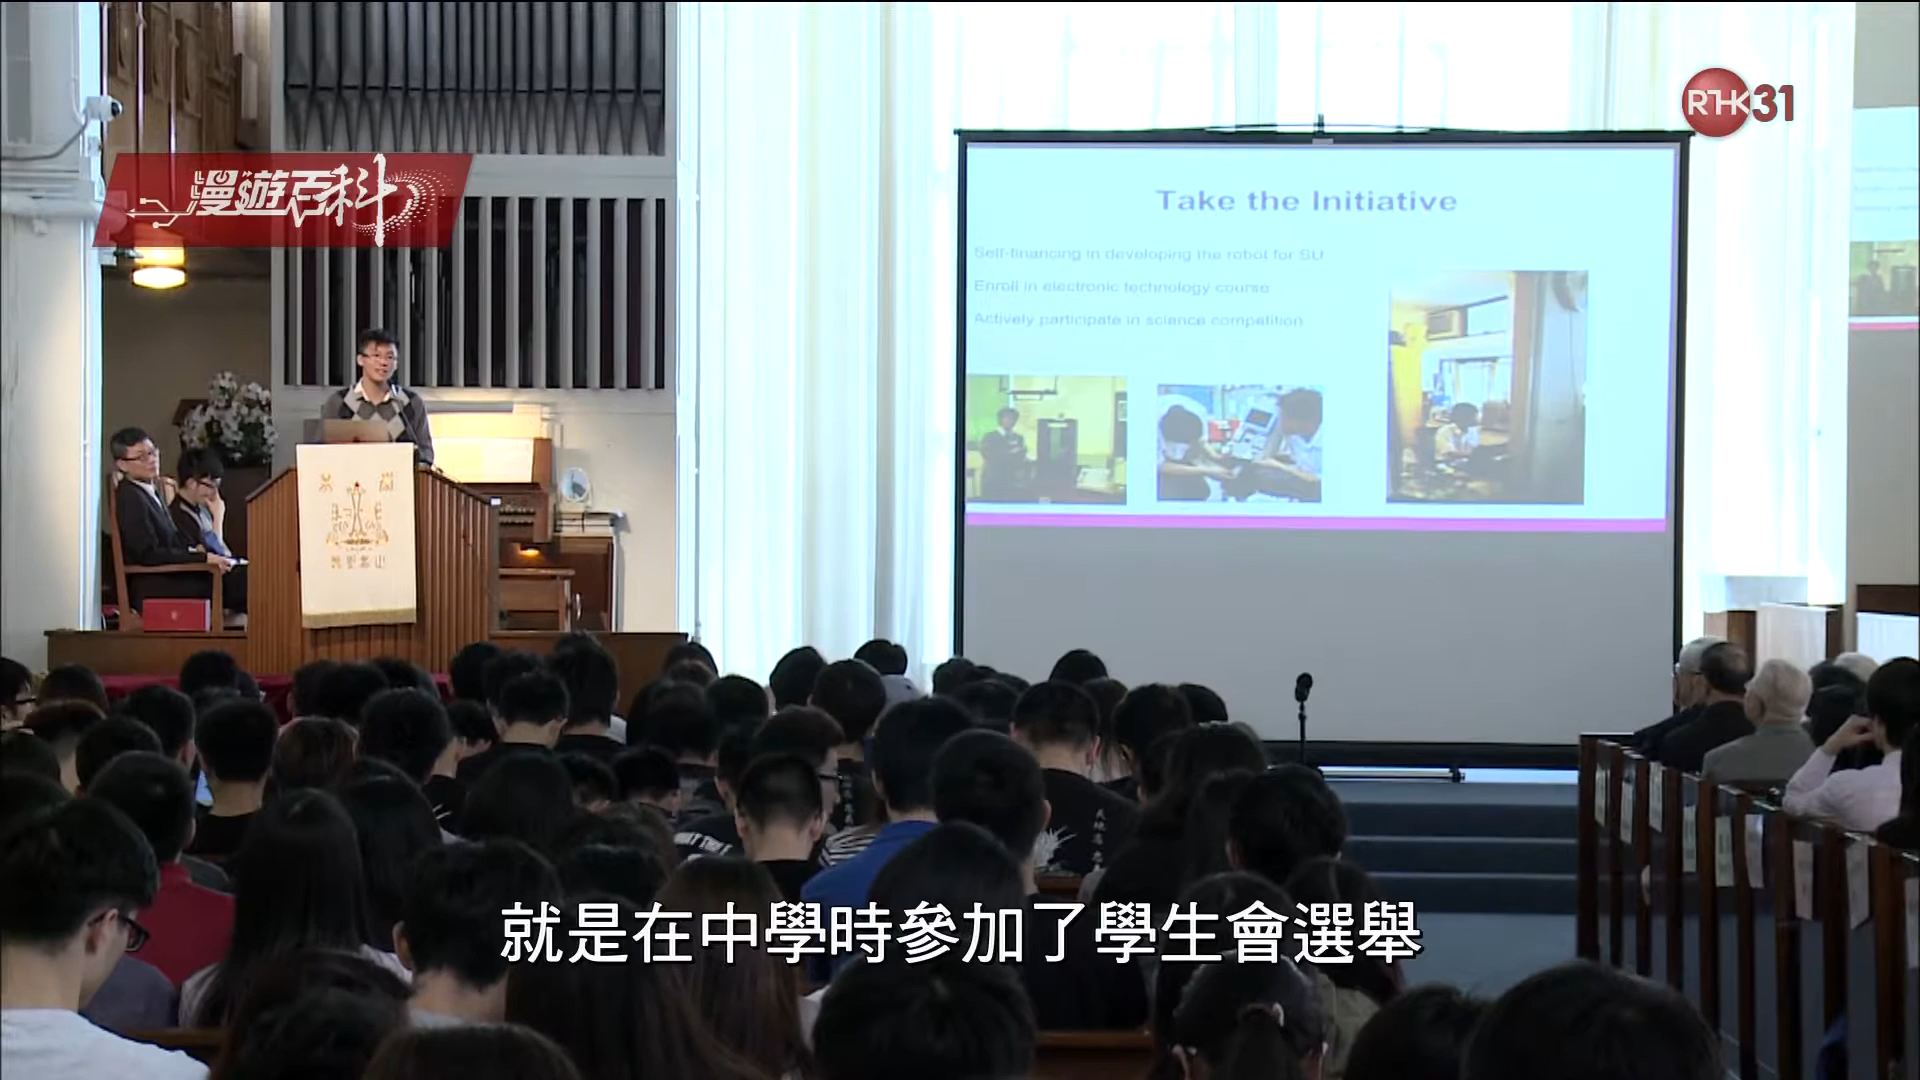 RTHK31
漫遊百科
Take the Initiative
Self-financing in developing the robot for SU
Enroll in electronic technology course
Actively participate in science competition
就是在中學時參加了學生會選舉